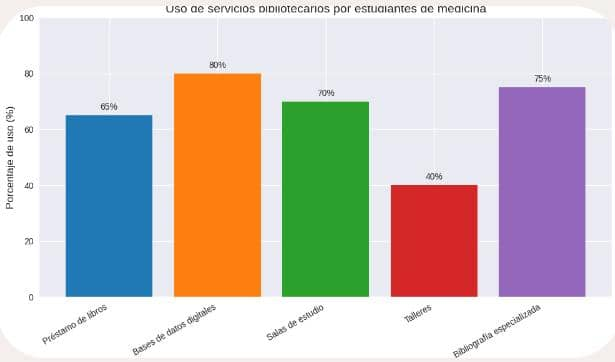 Uso de servicios bibliotecarios por estudiantes de medicina
Porcentaje de uso (%)
100
80
60
40
20
0
65%
80%
70%
40%
75%
Préstamo de libros
Bases de datos digitales
Salas de estudio
Talleres
Bibliografía especializada